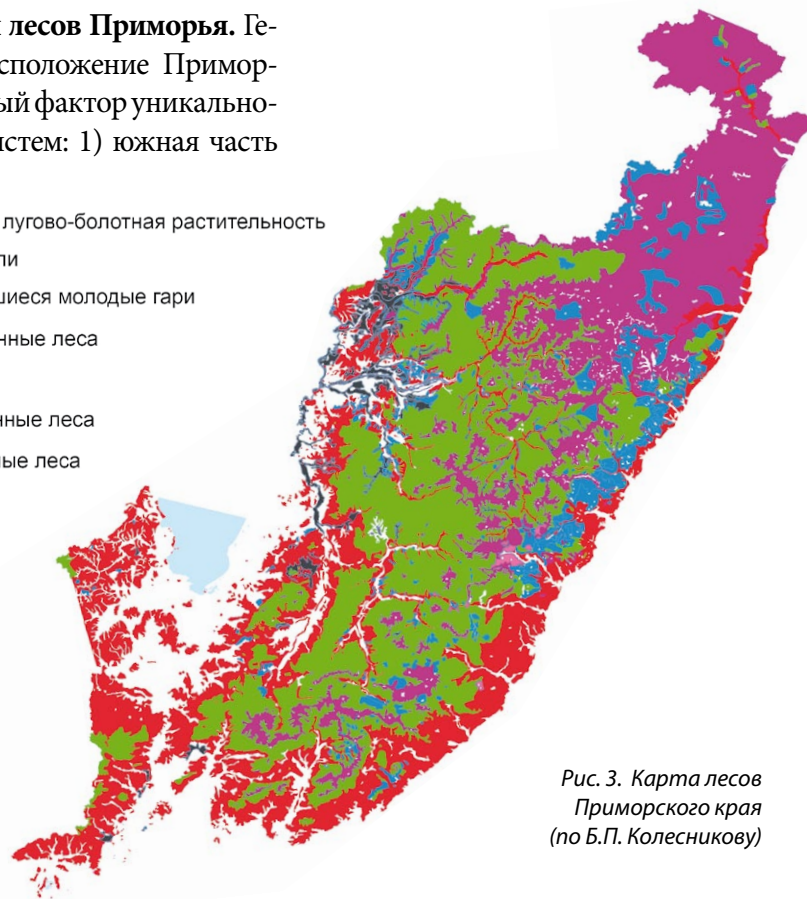 лесов Приморья. Ге-
сположение Примор-
ый фактор уникально-
истем: 1) южная часть
лугово-болотная растительность
ли
шиеся молодые гари
нные леса
нные леса
ые леса
Рис. 3. Карта лесов
Приморского края
(по Б.П. Колесникову)